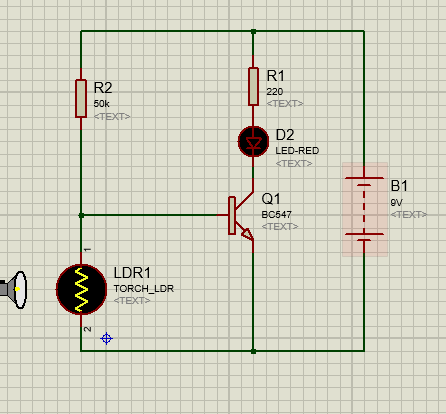 R2
50k
<TEXT>
R1
220
<TEXT>
D2
LED-RED
<TEXT>
Q1
BC547
<TEXT>
B1
9V
<TEXT>
1
LDR1
TORCH_LDR
<TEXT>
2